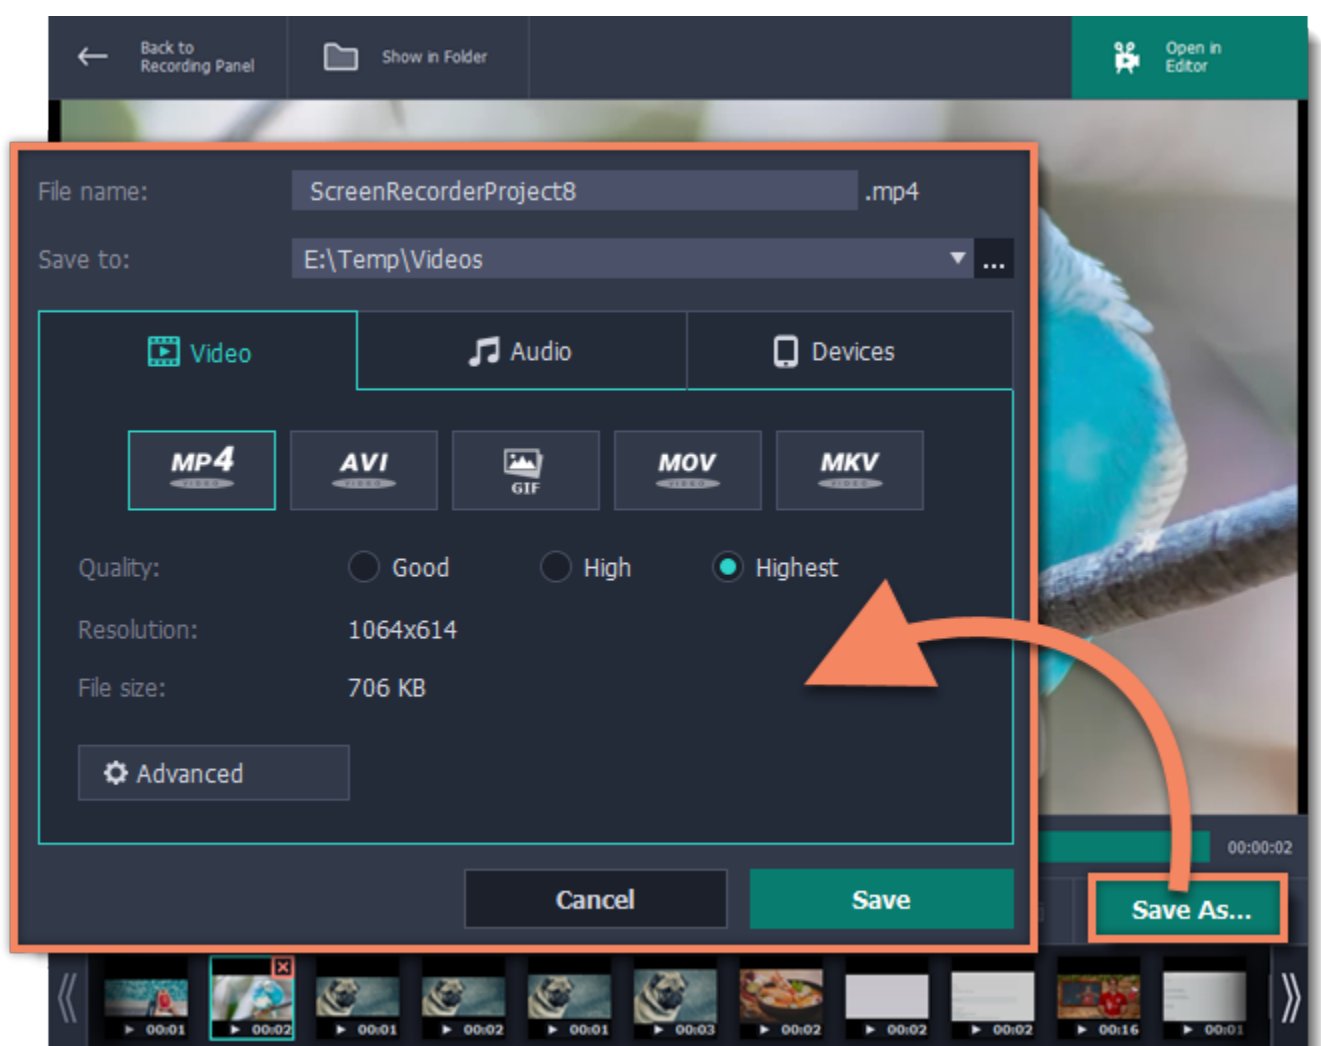 Back to
Recording Panel
Show in Folder
Open in
Editor
File name:
ScreenRecorderProject8
.mp4
Save to:
E:\Temp\Videos
...
Video
Audio
Devices
MP4
AVI
GIF
MOV
MKV
Quality:
Good
High
Highest
Resolution:
1064x614
File size:
706 KB
Advanced
00:00:02
Cancel
Save
Save As...
00:01
00:02
00:01
00:02
00:01
00:03
00:02
00:02
00:02
00:16
00:01